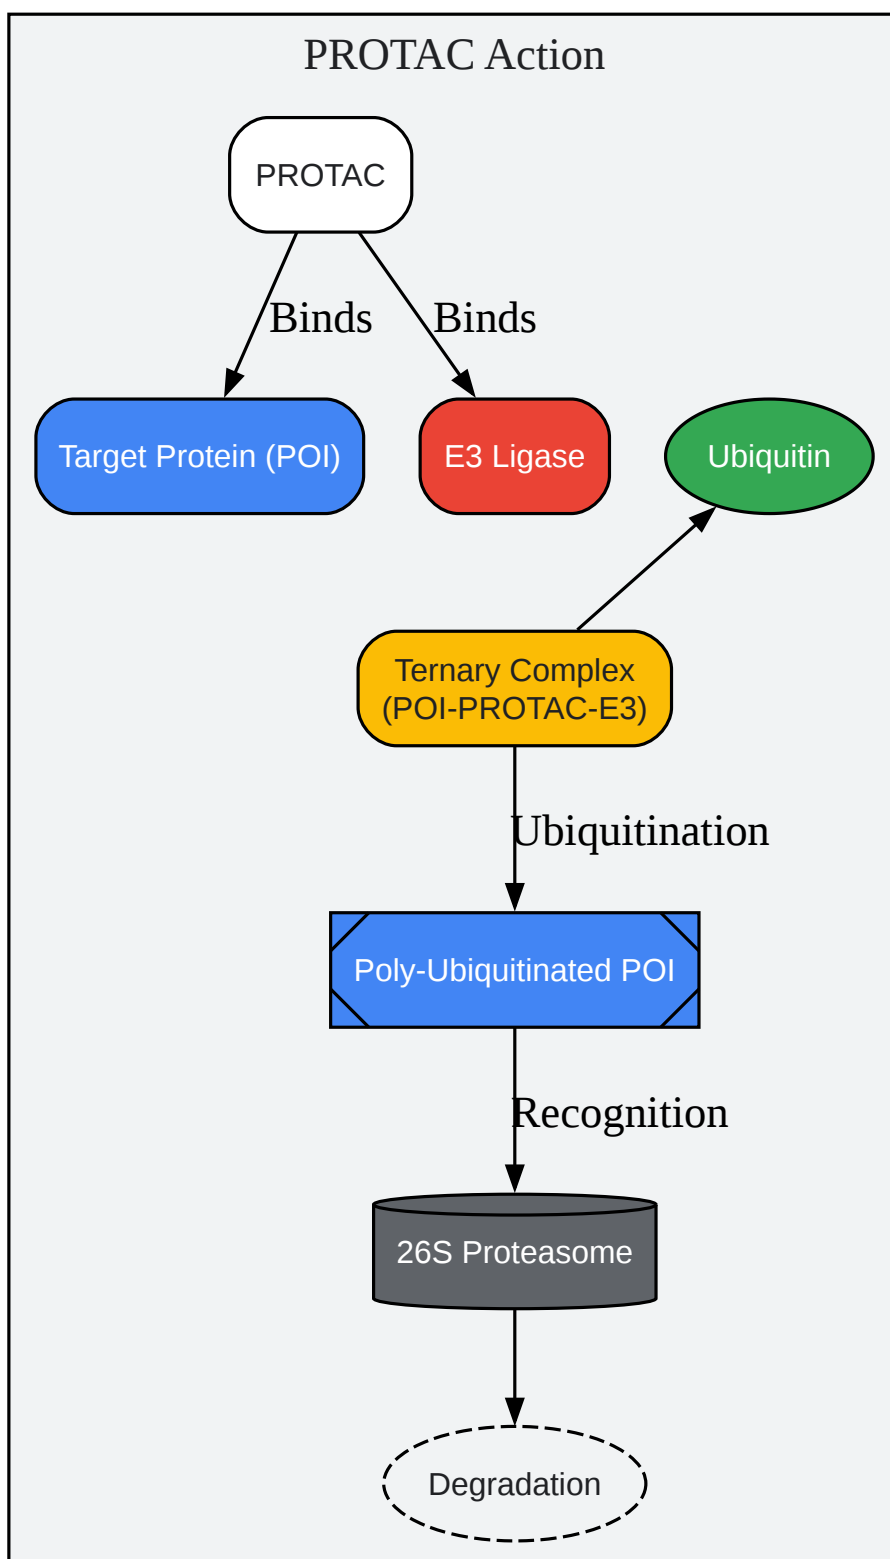 PROTAC Action
PROTAC
Binds
Binds
Target Protein (POI)
E3 Ligase
Ubiquitin
Ternary Complex
(POI-PROTAC-E3)
Ubiquitination
Poly-Ubiquitinated POI
Recognition
26S Proteasome
Degradation